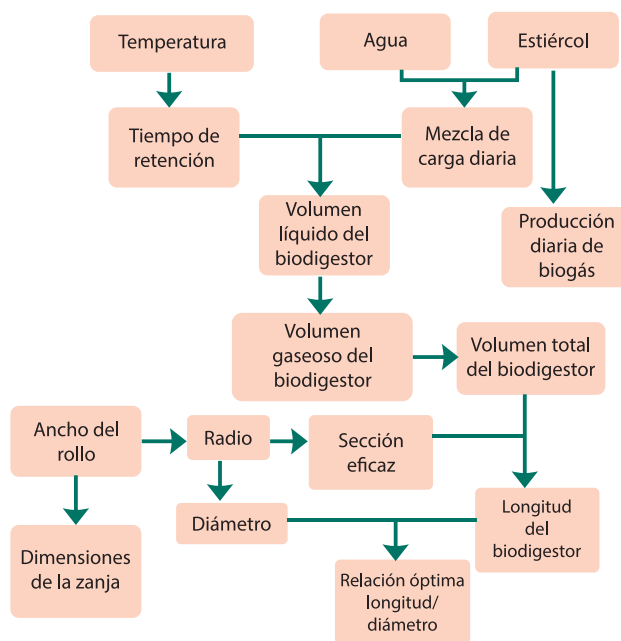 Temperatura
Agua
Estiércol
Tiempo de
retención
Mezcla de
carga diaria
Volumen
líquido del
biodigestor
Producción
diaria de
biogás
Volumen
gaseoso del
biodigestor
Volumen total
del biodigestor
Ancho del
rollo
Radio
Sección
eficaz
Diámetro
Longitud
del
biodigestor
Dimensiones
de la zanja
Relación óptima
longitud/
diámetro